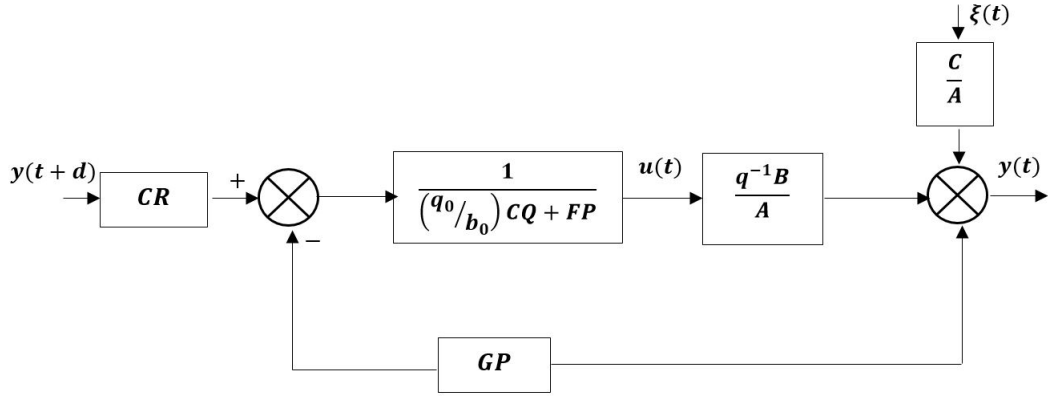 ξ(t)
C
A
y(t + d)
CR
+
1
(q₀/b₀) CQ + FP
u(t)
q⁻¹B
A
y(t)
−
GP